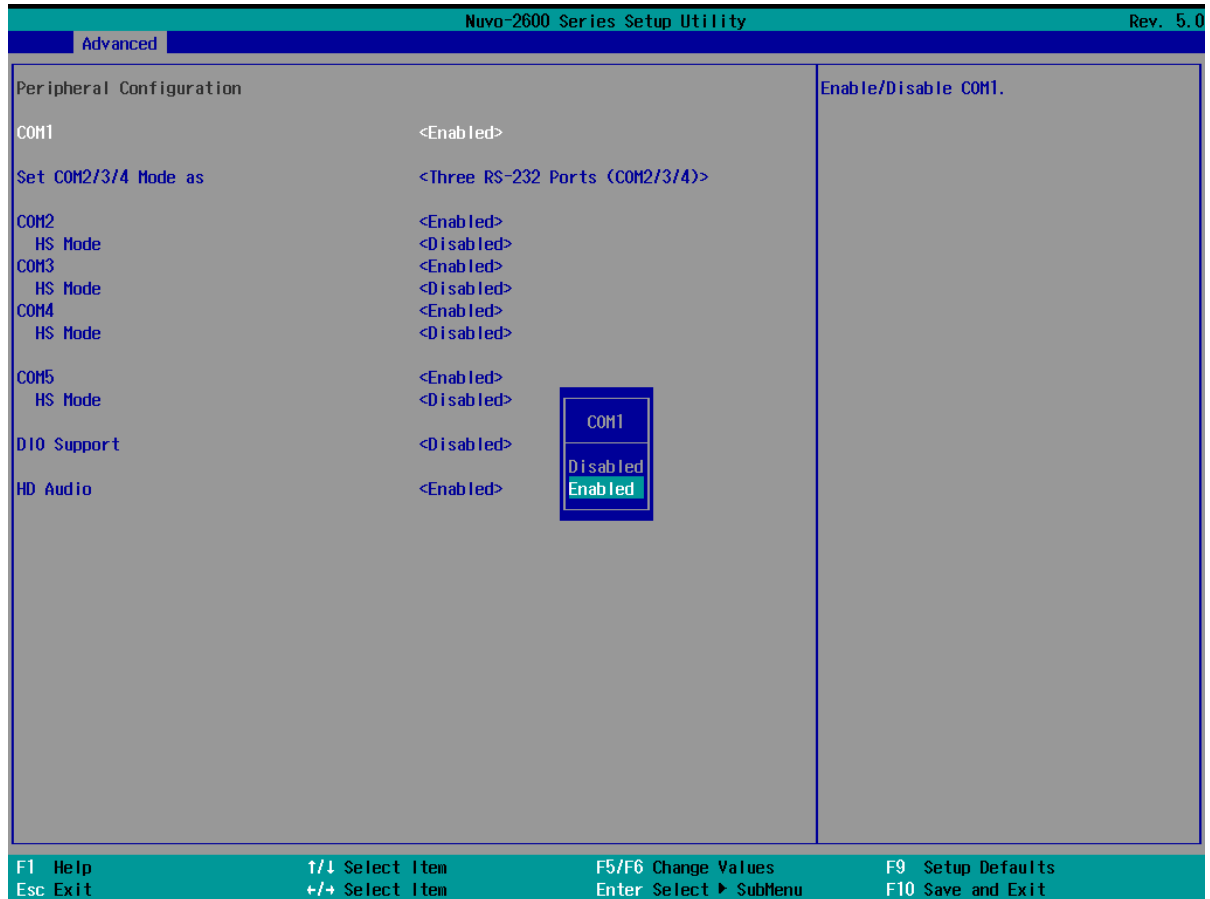 Nuvo-2600 Series Setup Utility Rev. 5.0
Advanced
Peripheral Configuration
Enable/Disable COM1.
COM1 <Enabled>
Set COM2/3/4 Mode as <Three RS-232 Ports (COM2/3/4)>
COM2 <Enabled>
HS Mode <Disabled>
COM3 <Enabled>
HS Mode <Disabled>
COM4 <Enabled>
HS Mode <Disabled>
COM5 <Enabled>
HS Mode <Disabled>
DIO Support <Disabled>
HD Audio <Enabled>
COM1
Disabled
Enabled
F1 Help ↑/↓ Select Item F5/F6 Change Values F9 Setup Defaults
Esc Exit ←/→ Select Item Enter Select ▶ SubMenu F10 Save and Exit